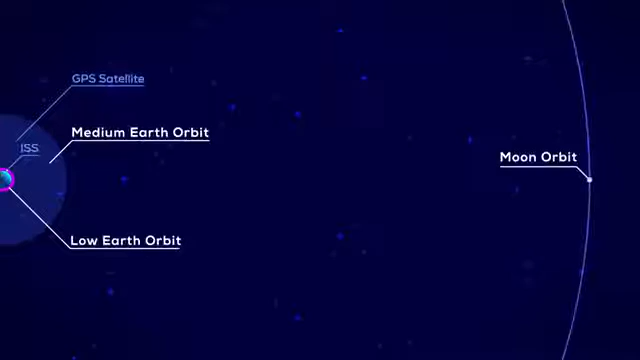 GPS Satellite
Medium Earth Orbit
ISS
Moon Orbit
Low Earth Orbit